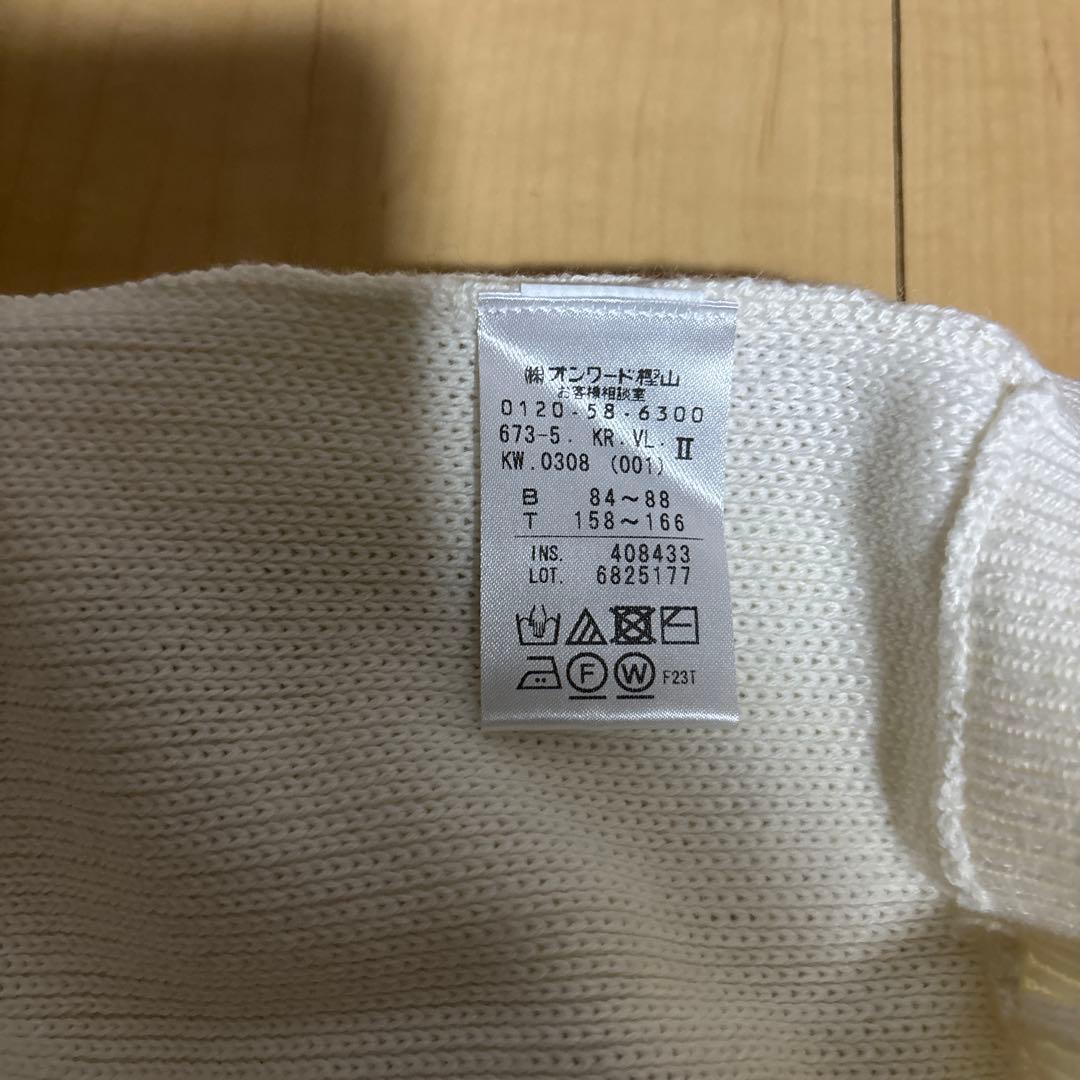 ㈱オンワード樫山
お客様相談室
0120-58-6300
673-5. KR.VL. Ⅱ
KW.0308 (001)
B 84~88
T 158~166
INS. 408433
LOT. 6825177
F W F23T